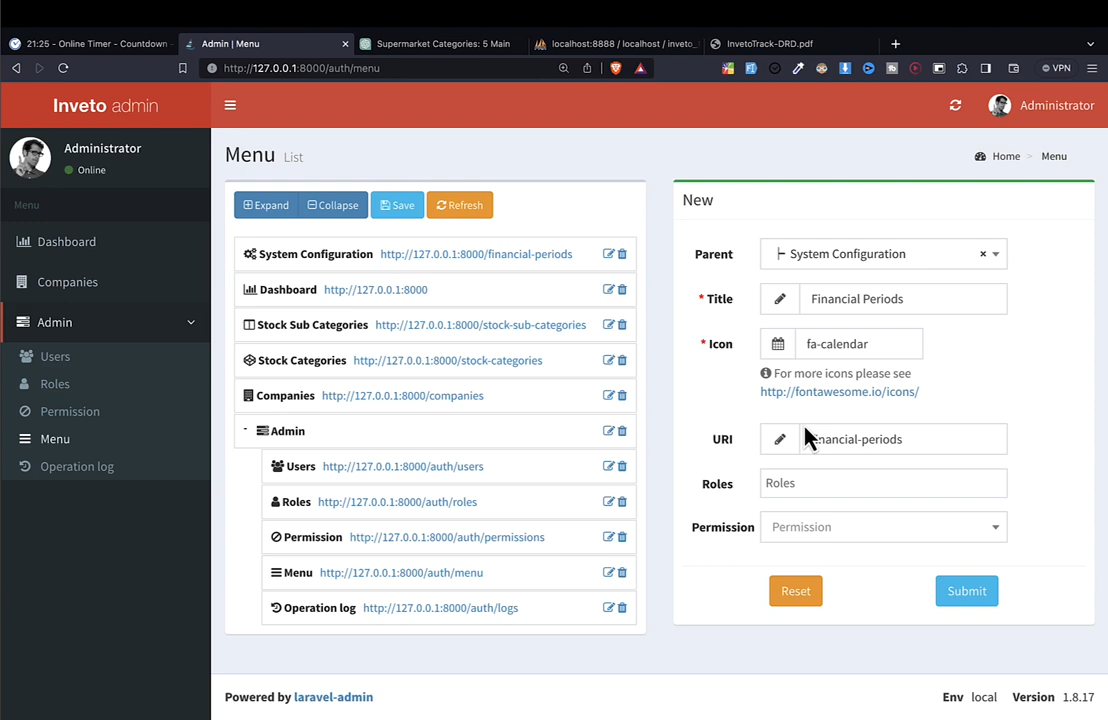 21:25 - Online Timer - Countdown
Admin | Menu
Supermarket Categories: 5 Main
localhost:8888 / localhost / inveto_
InvetoTrack-DRD.pdf
http://127.0.0.1:8000/auth/menu
VPN
Inveto admin
Administrator
Administrator
Online
Menu
Dashboard
Companies
Admin
Users
Roles
Permission
Menu
Operation log
Menu List
Home > Menu
Expand
Collapse
Save
Refresh
System Configuration http://127.0.0.1:8000/financial-periods
Dashboard http://127.0.0.1:8000
Stock Sub Categories http://127.0.0.1:8000/stock-sub-categories
Stock Categories http://127.0.0.1:8000/stock-categories
Companies http://127.0.0.1:8000/companies
Admin
Users http://127.0.0.1:8000/auth/users
Roles http://127.0.0.1:8000/auth/roles
Permission http://127.0.0.1:8000/auth/permissions
Menu http://127.0.0.1:8000/auth/menu
Operation log http://127.0.0.1:8000/auth/logs
New
Parent ├ System Configuration × 
* Title Financial Periods
* Icon fa-calendar
For more icons please see
http://fontawesome.io/icons/
URI nancial-periods
Roles Roles
Permission Permission
Reset
Submit
Powered by laravel-admin
Env local Version 1.8.17